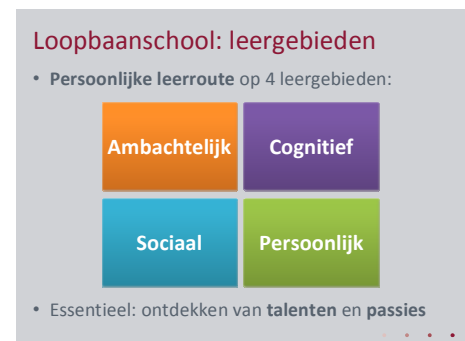 Loopbaanschool: leergebieden
• Persoonlijke leerroute op 4 leergebieden:
Ambachtelijk Cognitief
Sociaal Persoonlijk
• Essentieel: ontdekken van talenten en passies